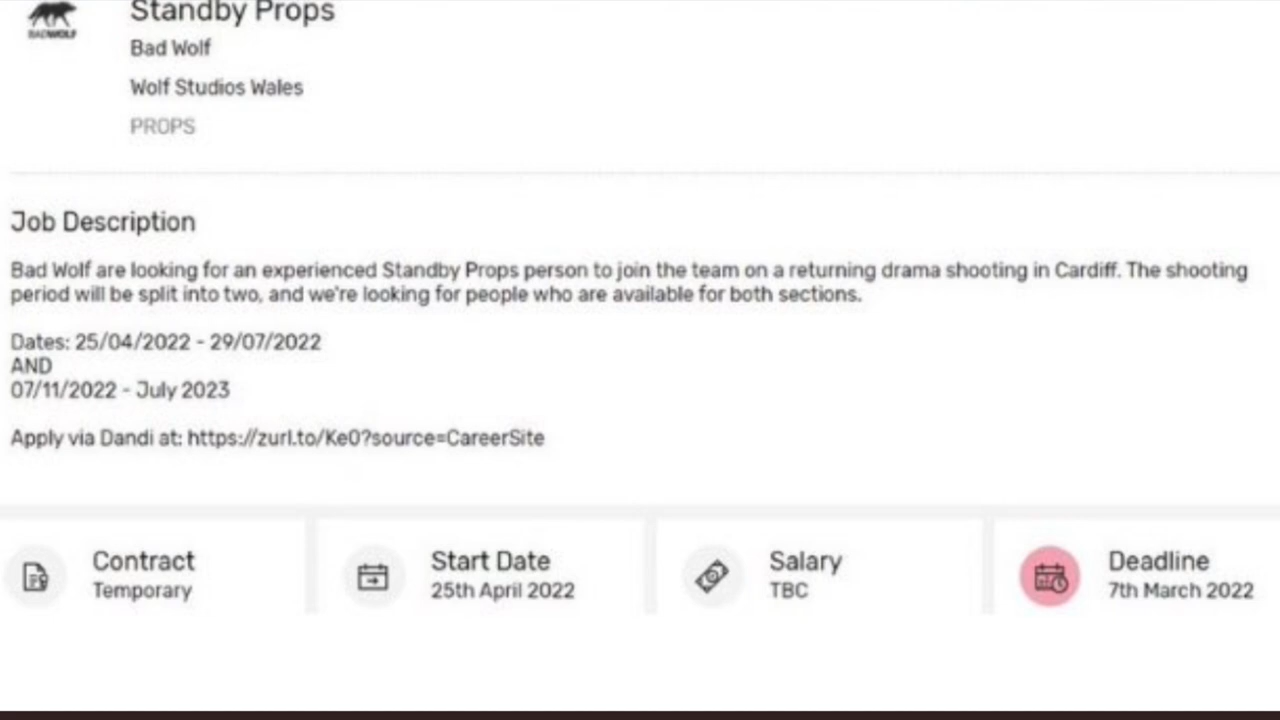 Standby Props
BADWOLF
Bad Wolf
Wolf Studios Wales
PROPS
Job Description
Bad Wolf are looking for an experienced Standby Props person to join the team on a returning drama shooting in Cardiff. The shooting
period will be split into two, and we're looking for people who are available for both sections.
Dates: 25/04/2022 - 29/07/2022
AND
07/11/2022 - July 2023
Apply via Dandi at: https://zurl.to/Ke0?source=CareerSite
Contract
Temporary
Start Date
25th April 2022
Salary
TBC
Deadline
7th March 2022